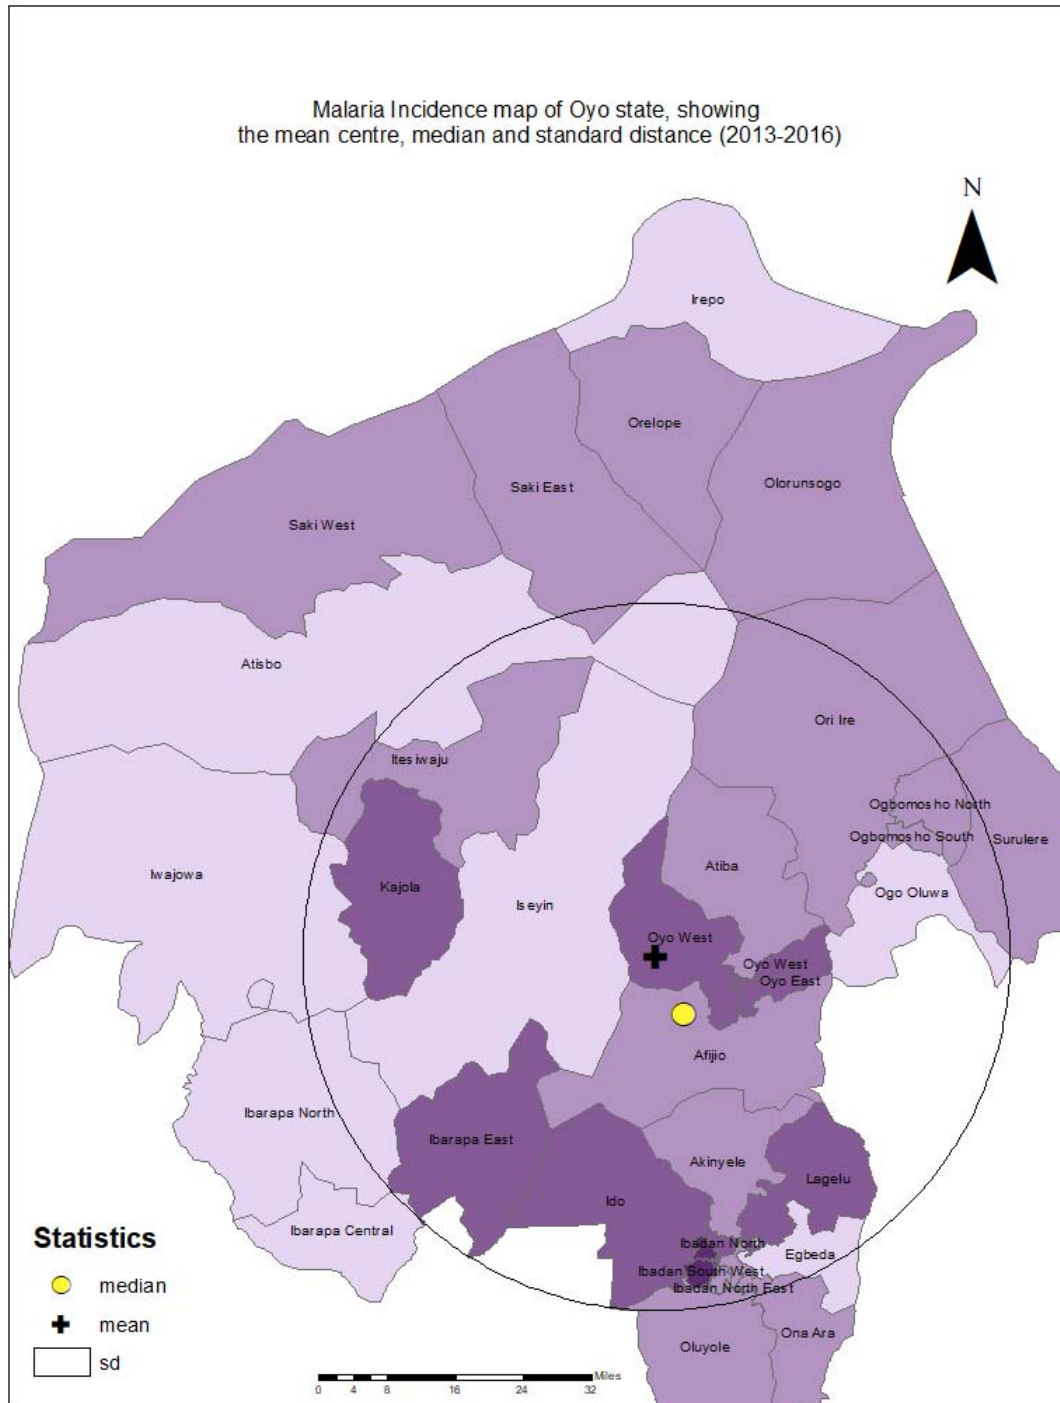 Malaria Incidence map of Oyo state, showing
the mean centre, median and standard distance (2013-2016)
N
Irepo
Orelope
Olorunsogo
Saki East
Saki West
Atisbo
Ori Ire
Itesiwaju
Ogbomosho North
Ogbomosho South
Surulere
Atiba
Iwajowa
Kajola
Ogo Oluwa
Iseyin
Oyo West
Oyo West
Oyo East
Afijio
Ibarapa North
Ibarapa East
Akinyele
Lagelu
Ido
Ibarapa Central
Ibadan North
Egbeda
Ibadan South West
Ibadan North East
Ona Ara
Oluyole
Statistics
median
mean
sd
Miles
0 4 8 16 24 32